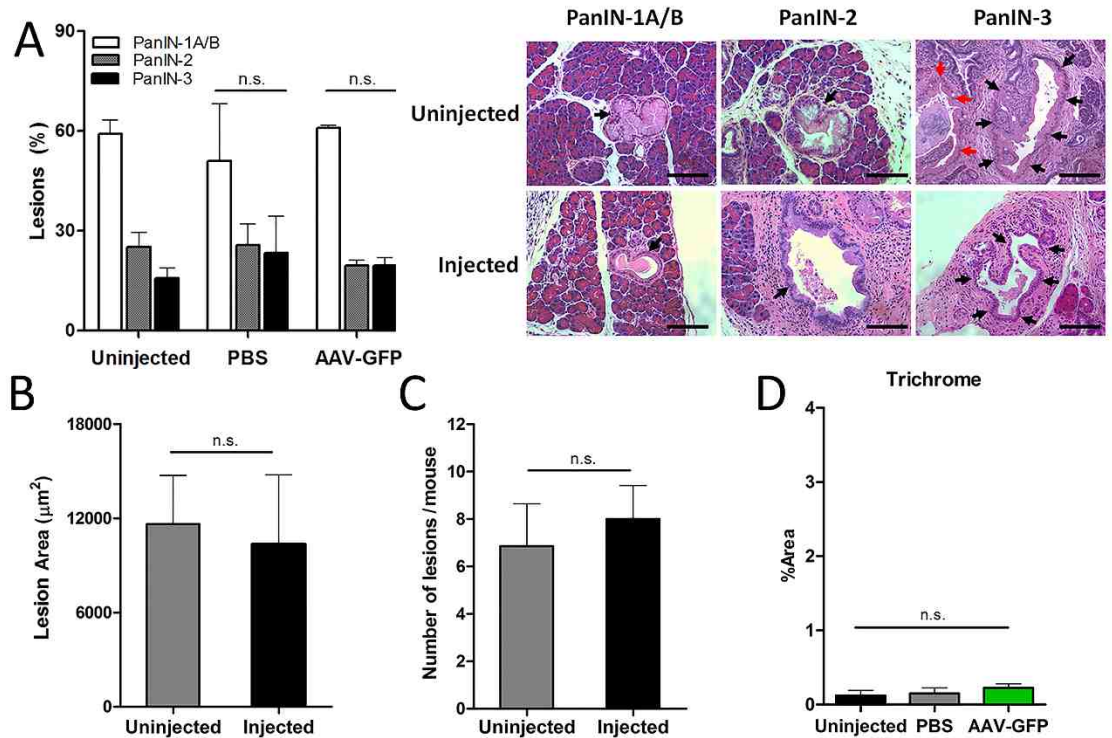 A
PanIN-1A/B
PanIN-2
PanIN-3
n.s.
n.s.
Lesions (%)
90
60
30
0
Uninjected
PBS
AAV-GFP
PanIN-1A/B
PanIN-2
PanIN-3
Uninjected
Injected
B
Lesion Area (μm²)
18000
12000
6000
0
n.s.
Uninjected
Injected
C
Number of lesions / mouse
12
10
8
6
4
2
0
n.s.
Uninjected
Injected
D
Trichrome
%Area
4
3
2
1
0
n.s.
Uninjected
PBS
AAV-GFP